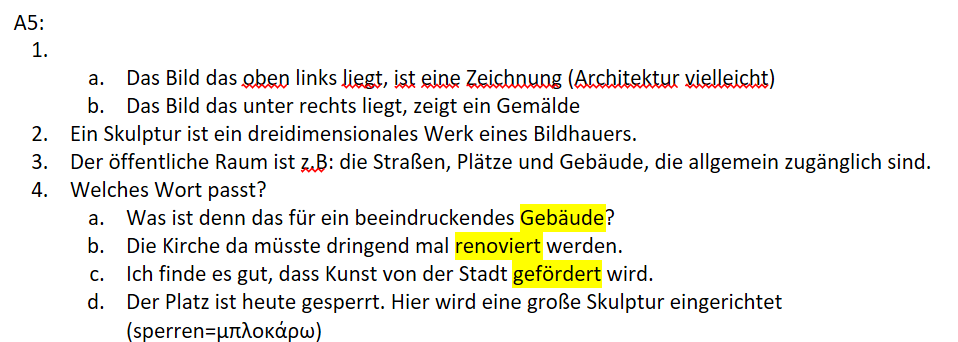 A5:
1.
a. Das Bild das oben links liegt, ist eine Zeichnung (Architektur vielleicht)
b. Das Bild das unter rechts liegt, zeigt ein Gemälde
2. Ein Skulptur ist ein dreidimensionales Werk eines Bildhauers.
3. Der öffentliche Raum ist z.B: die Straßen, Plätze und Gebäude, die allgemein zugänglich sind.
4. Welches Wort passt?
a. Was ist denn das für ein beeindruckendes Gebäude?
b. Die Kirche da müsste dringend mal renoviert werden.
c. Ich finde es gut, dass Kunst von der Stadt gefördert wird.
d. Der Platz ist heute gesperrt. Hier wird eine große Skulptur eingerichtet
(sperren=μπλοκάρω)